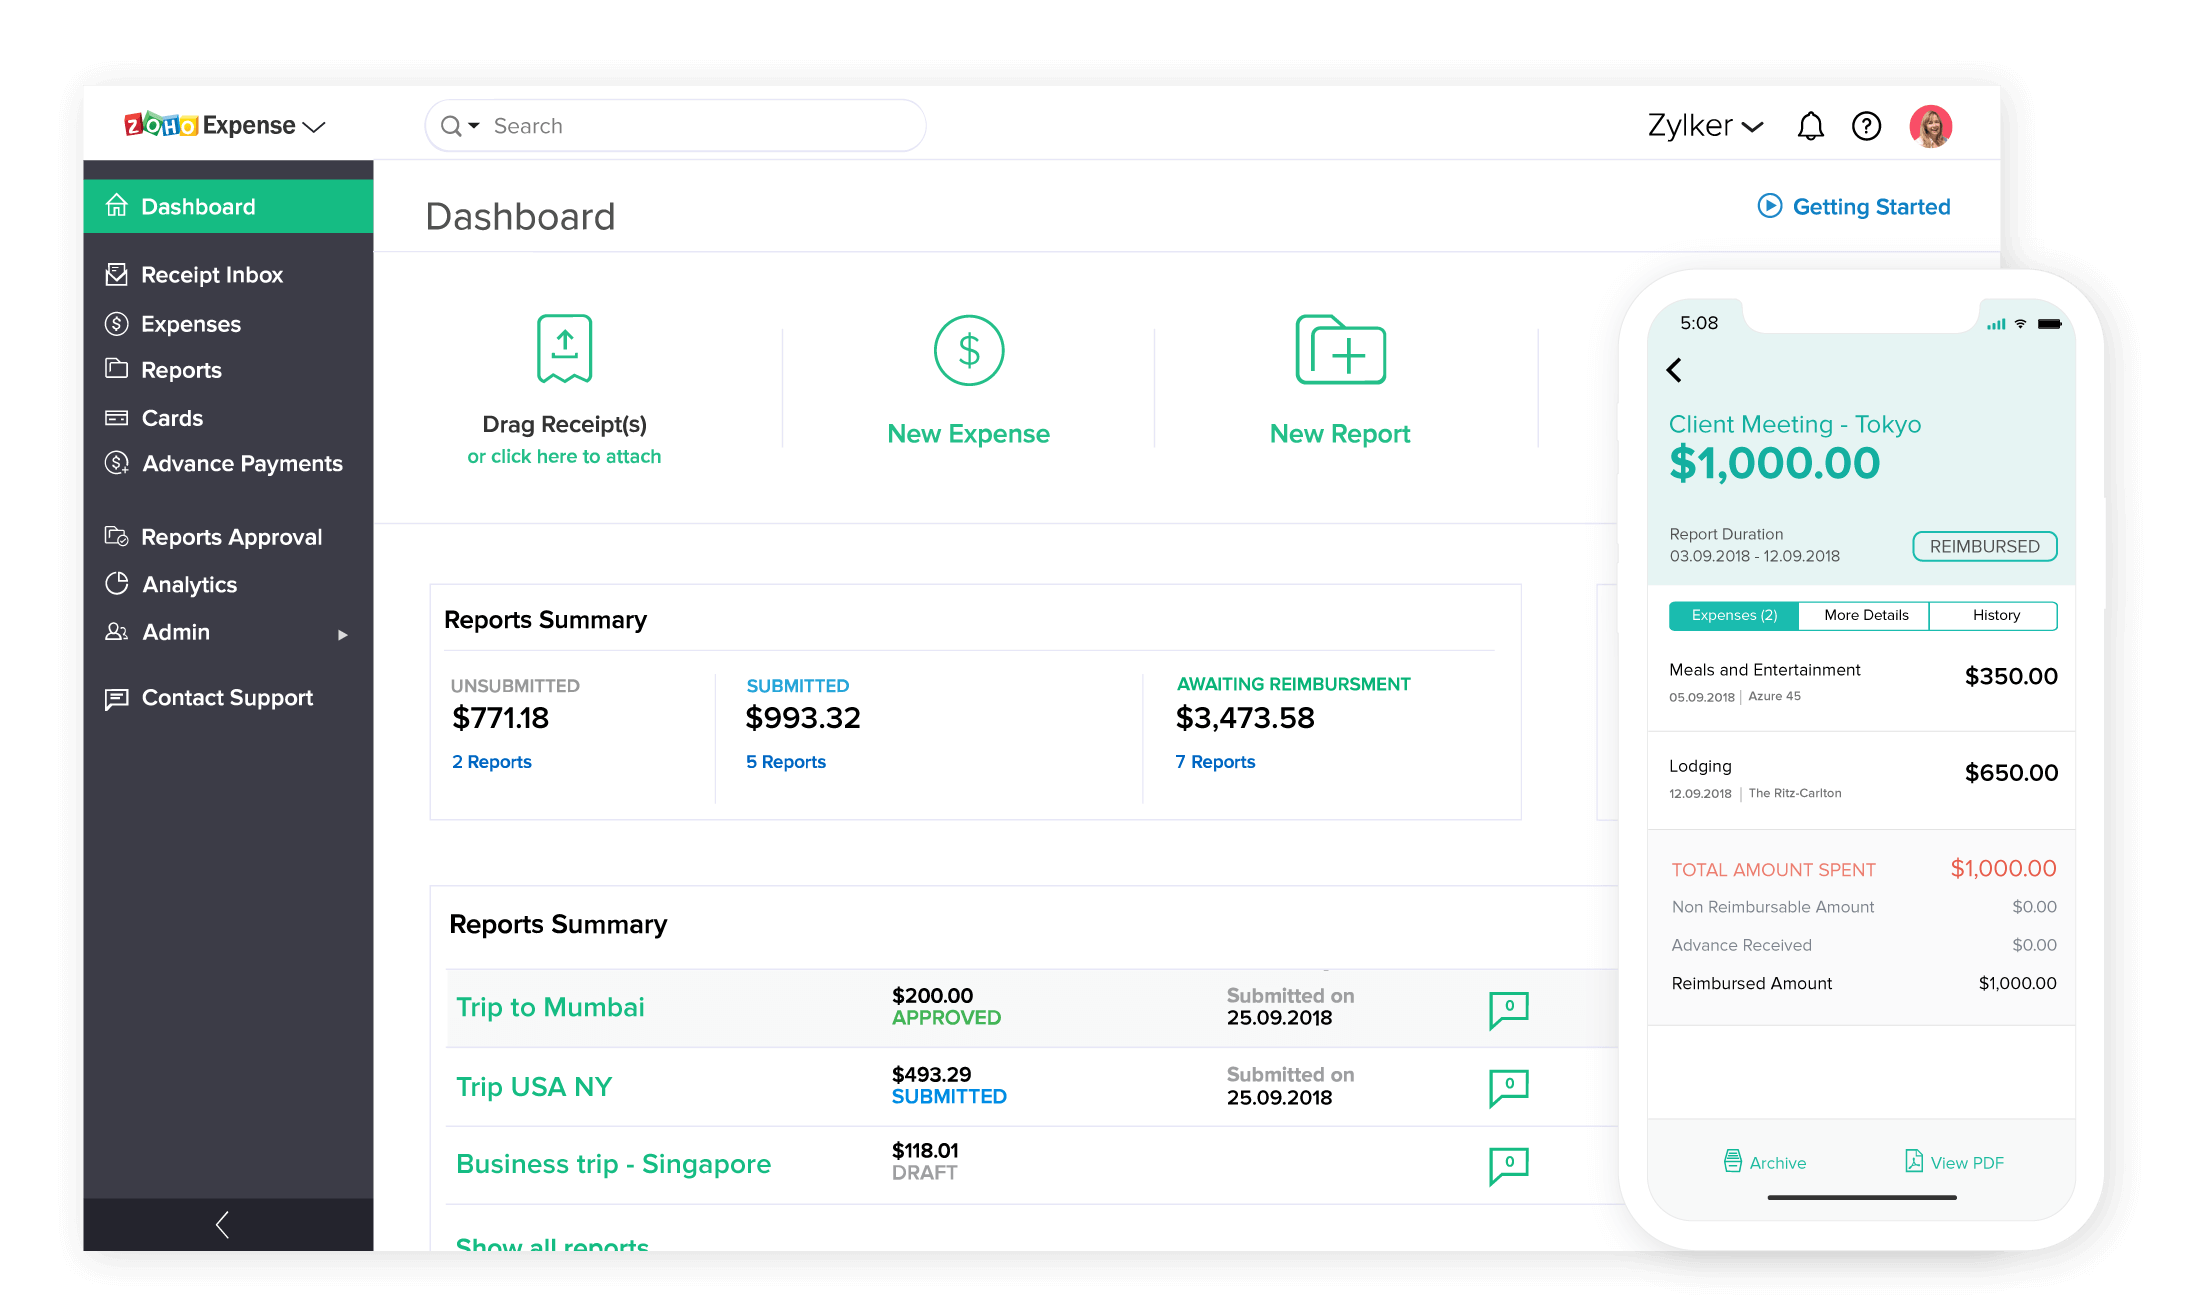 ZOHO Expense
Search
Zylker
Dashboard
Receipt Inbox
Expenses
Reports
Cards
Advance Payments
Reports Approval
Analytics
Admin
Contact Support
Dashboard
Getting Started
Drag Receipt(s)
or click here to attach
New Expense
New Report
Reports Summary
UNSUBMITTED
$771.18
2 Reports
SUBMITTED
$993.32
5 Reports
AWAITING REIMBURSMENT
$3,473.58
7 Reports
Reports Summary
Trip to Mumbai
$200.00
APPROVED
Submitted on
25.09.2018
0
Trip USA NY
$493.29
SUBMITTED
Submitted on
25.09.2018
0
Business trip - Singapore
$118.01
DRAFT
0
Show all reports
5:08
Client Meeting - Tokyo
$1,000.00
Report Duration
03.09.2018 - 12.09.2018
REIMBURSED
Expenses (2) More Details History
Meals and Entertainment $350.00
05.09.2018 | Azure 45
Lodging $650.00
12.09.2018 | The Ritz-Carlton
TOTAL AMOUNT SPENT $1,000.00
Non Reimbursable Amount $0.00
Advance Received $0.00
Reimbursed Amount $1,000.00
Archive View PDF